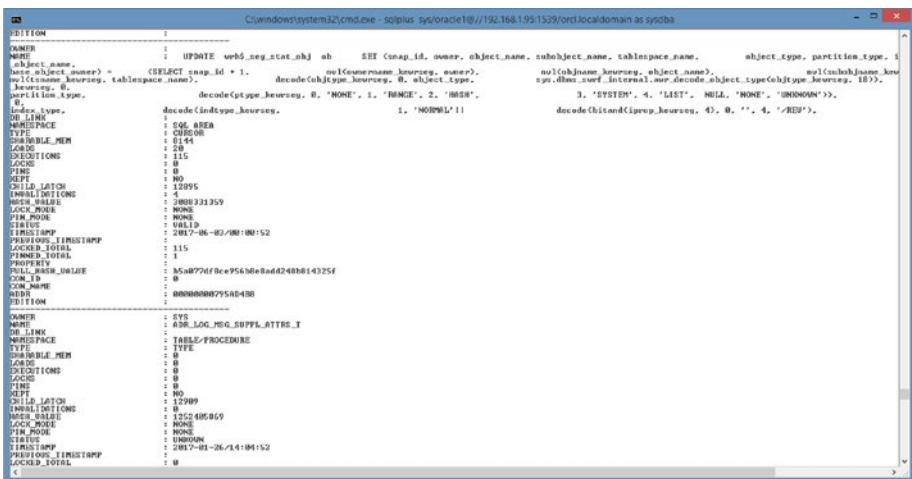 C:\windows\system32\cmd.exe - sqlplus sys/oracle1@//192.168.1.95:1539/orcl.localdomain as sysdba
EDITION :
OWNER :
NAME : UPDATE wrh$_seg_stat_obj ob SET (snap_id, owner, object_name, subobject_name, tablespace_name, object_type, partition_type, i
_object_name,
base_object_owner) = (SELECT snap_id + 1, nvl(ownername_kewrseg, owner), nvl(objname_kewrseg, object_name), nvl(subobjname_kew
nvl(tsname_kewrseg, tablespace_name), decode(objtype_kewrseg, 0, object_type, sys.dbms_swrf_internal.awr_decode_object_type(objtype_kewrseg, 18)),
_kewrseg, 0,
partition_type, decode(ptype_kewrseg, 0, 'NONE', 1, 'RANGE', 2, 'HASH', 3, 'SYSTEM', 4, 'LIST', NULL, 'NONE', 'UNKNOWN')),
0,
index_type, decode(indtype_kewrseg, 1, 'NORMAL'|| decode(bitand(iprop_kewrseg, 4), 0, '', 4, '/REV'),
DB_LINK :
NAMESPACE : SQL AREA
TYPE : CURSOR
SHARABLE_MEM : 8144
LOADS : 20
EXECUTIONS : 115
LOCKS : 0
PINS : 0
KEPT : NO
CHILD_LATCH : 12895
INVALIDATIONS : 4
HASH_VALUE : 3088331359
LOCK_MODE : NONE
PIN_MODE : NONE
STATUS : VALID
TIMESTAMP : 2017-06-03/00:00:52
PREVIOUS_TIMESTAMP :
LOCKED_TOTAL : 115
PINNED_TOTAL : 1
PROPERTY :
FULL_HASH_VALUE : b5a077df8ce956b8e8add248b814325f
CON_ID : 0
CON_NAME :
ADDR : 00000000795AD4B8
EDITION :
OWNER : SYS
NAME : ADR_LOG_MSG_SUPPL_ATTRS_T
DB_LINK :
NAMESPACE : TABLE/PROCEDURE
TYPE : TYPE
SHARABLE_MEM : 0
LOADS : 0
EXECUTIONS : 0
LOCKS : 0
PINS : 0
KEPT : NO
CHILD_LATCH : 12909
INVALIDATIONS : 0
HASH_VALUE : 1252405869
LOCK_MODE : NONE
PIN_MODE : NONE
STATUS : UNKOWN
TIMESTAMP : 2017-01-26/14:04:52
PREVIOUS_TIMESTAMP :
LOCKED_TOTAL : 0